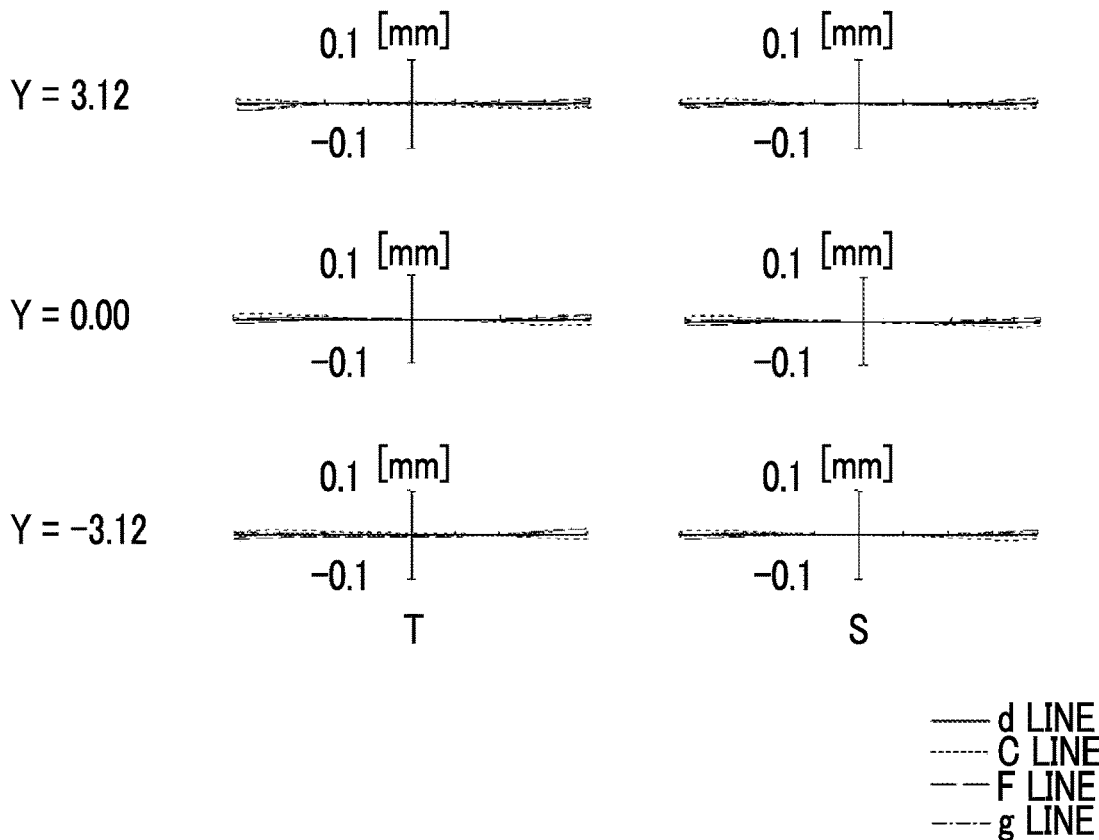 0.1 [mm] 0.1 [mm]
Y = 3.12
-0.1 -0.1
0.1 [mm] 0.1 [mm]
Y = 0.00
-0.1 -0.1
0.1 [mm] 0.1 [mm]
Y = -3.12
-0.1 -0.1
T S
d LINE
C LINE
F LINE
g LINE